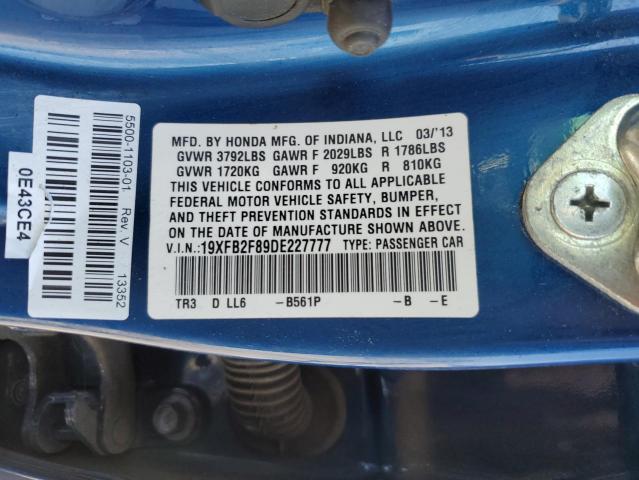 5500-1103-01 Rev. V
13352
0E43CE4
MFD. BY HONDA MFG. OF INDIANA, LLC 03/'13
GVWR 3792LBS GAWR F 2029LBS R 1786LBS
GVWR 1720KG GAWR F 920KG R 810KG
THIS VEHICLE CONFORMS TO ALL APPLICABLE
FEDERAL MOTOR VEHICLE SAFETY, BUMPER,
AND THEFT PREVENTION STANDARDS IN EFFECT
ON THE DATE OF MANUFACTURE SHOWN ABOVE.
V.I.N.:19XFB2F89DE227777 TYPE: PASSENGER CAR
TR3 D LL6 -B561P -B -E